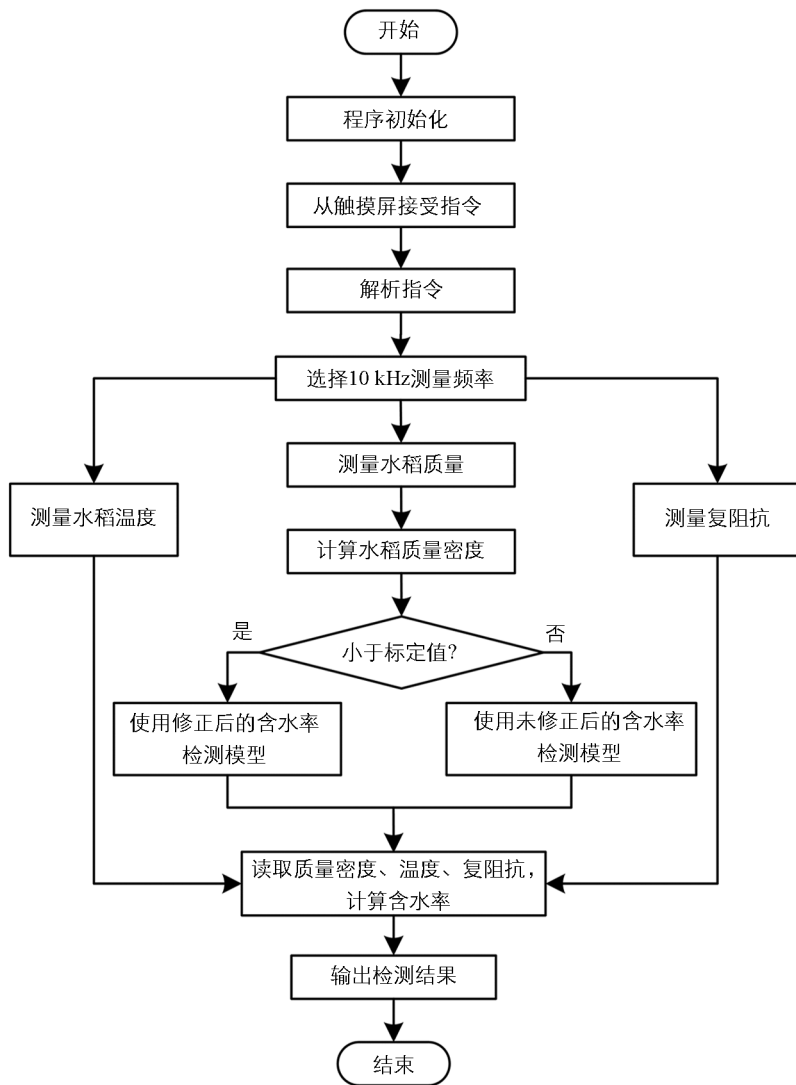 开始
程序初始化
从触摸屏接受指令
解析指令
选择10 kHz测量频率
测量水稻质量
测量水稻温度
测量复阻抗
计算水稻质量密度
是
否
小于标定值?
使用修正后的含水率
检测模型
使用未修正后的含水率
检测模型
读取质量密度、温度、复阻抗，
计算含水率
输出检测结果
结束